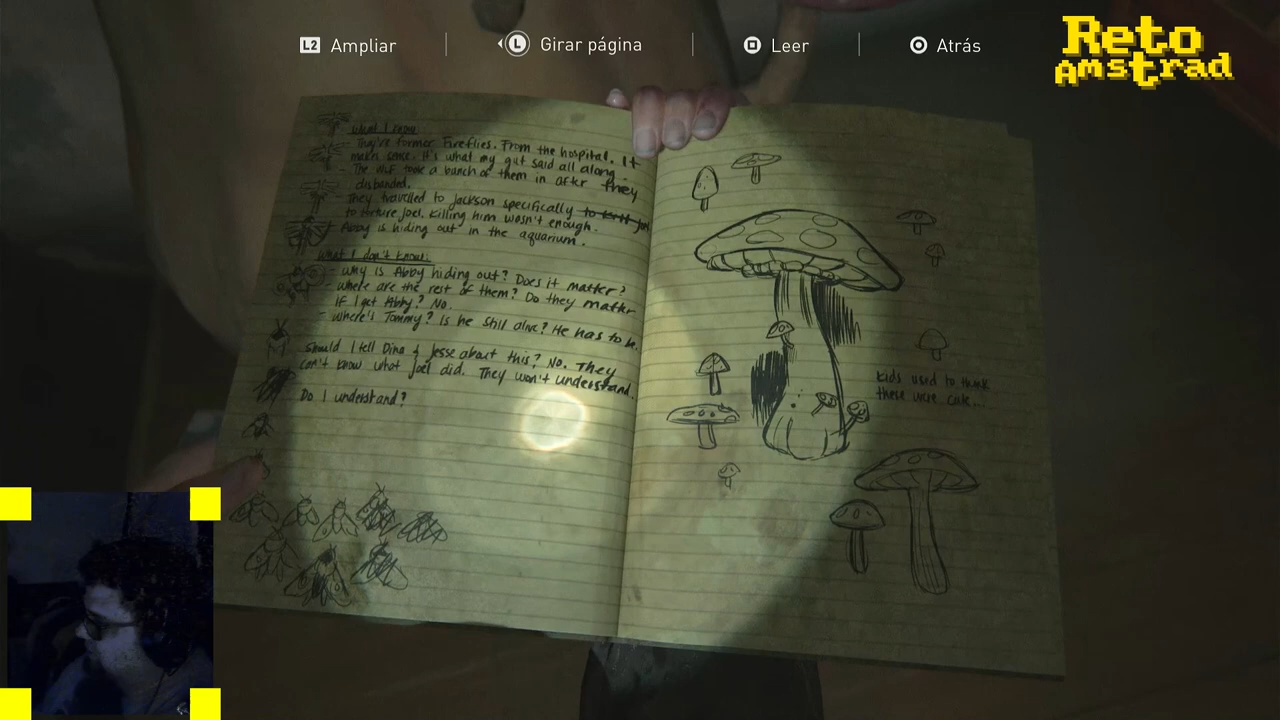 L2 Ampliar
L Girar página
Leer
Atrás
Reto
Amstrad
What I know:
They're former Fireflies. From the hospital. It
makes sense. It's what my gut said all along.
- The WLF took a bunch of them in after they
disbanded.
They travelled to Jackson specifically to kill Joel
to torture Joel. Killing him wasn't enough.
- Abby is hiding out in the aquarium.
What I don't know:
- Why is Abby hiding out? Does it matter?
- Where are the rest of them? Do they matter
if I get Abby? No.
- Where's Tommy? Is he still alive? He has to be.
Should I tell Dina & Jesse about this? No. They
can't know what Joel did. They won't understand.
Do I understand?
Kids used to think
these were cute...